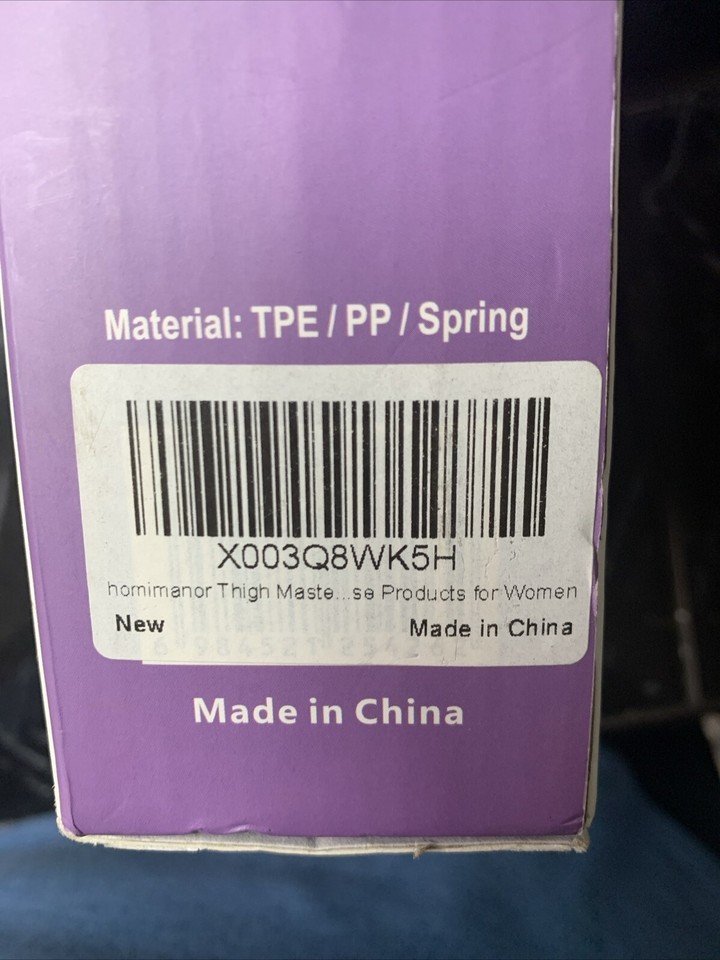 Material: TPE / PP / Spring
X003Q8WK5H
homimanor Thigh Maste...se Products for Women
New
Made in China
Made in China